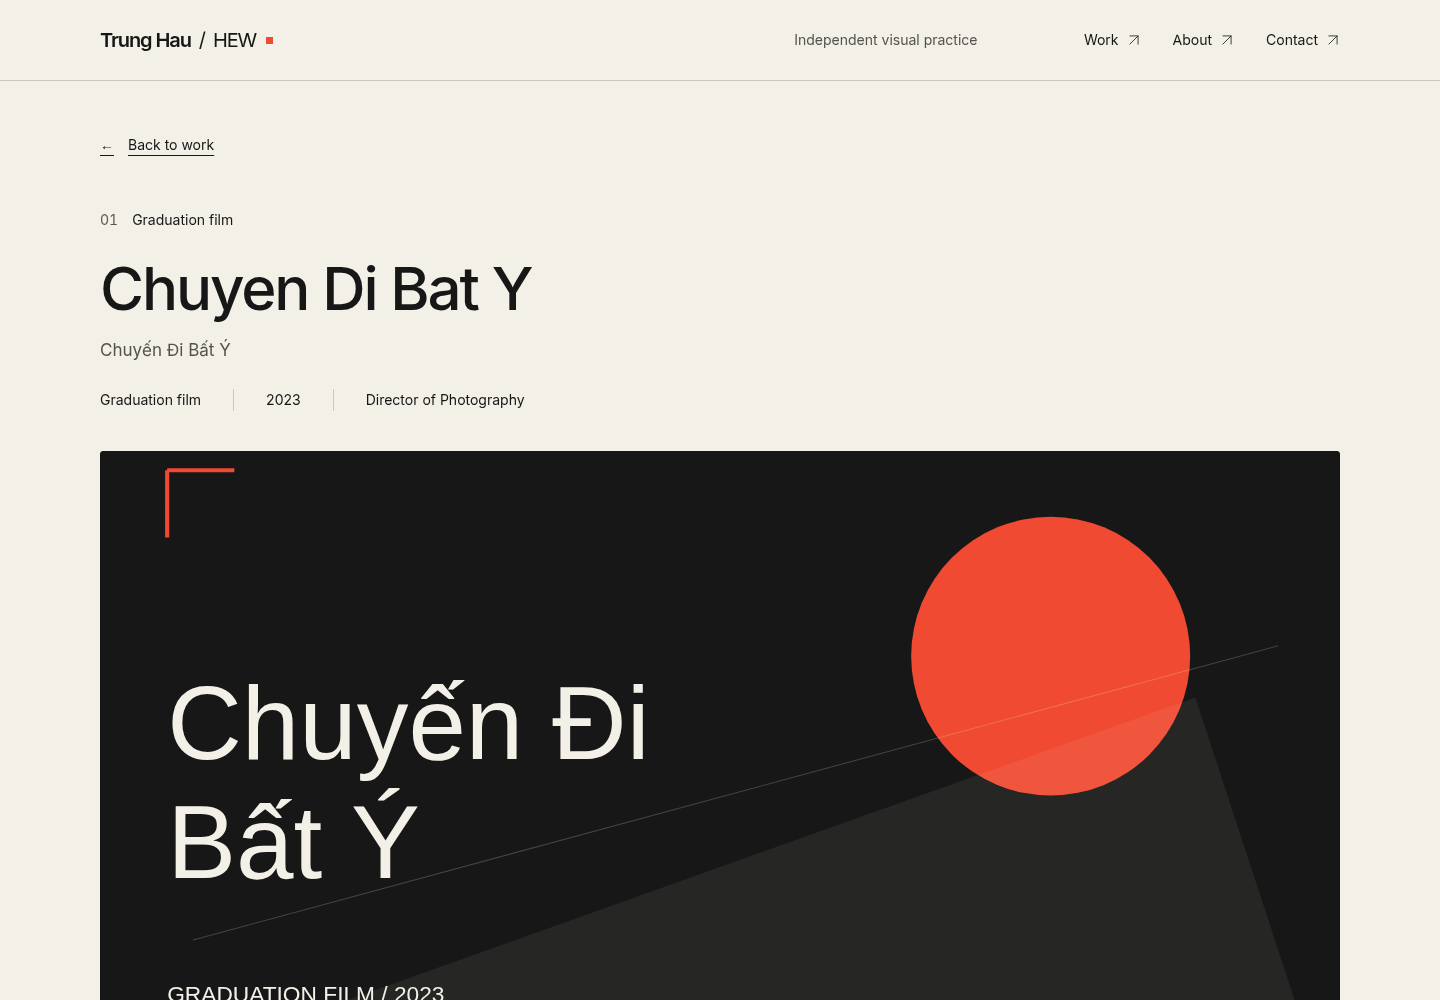 Trung Hau / HEW
Independent visual practice
Work ↗
About ↗
Contact ↗
← Back to work
01 Graduation film
Chuyen Di Bat Y
Chuyến Đi Bất Ý
Graduation film
2023
Director of Photography
Chuyến Đi
Bất Ý
GRADUATION FILM / 2023